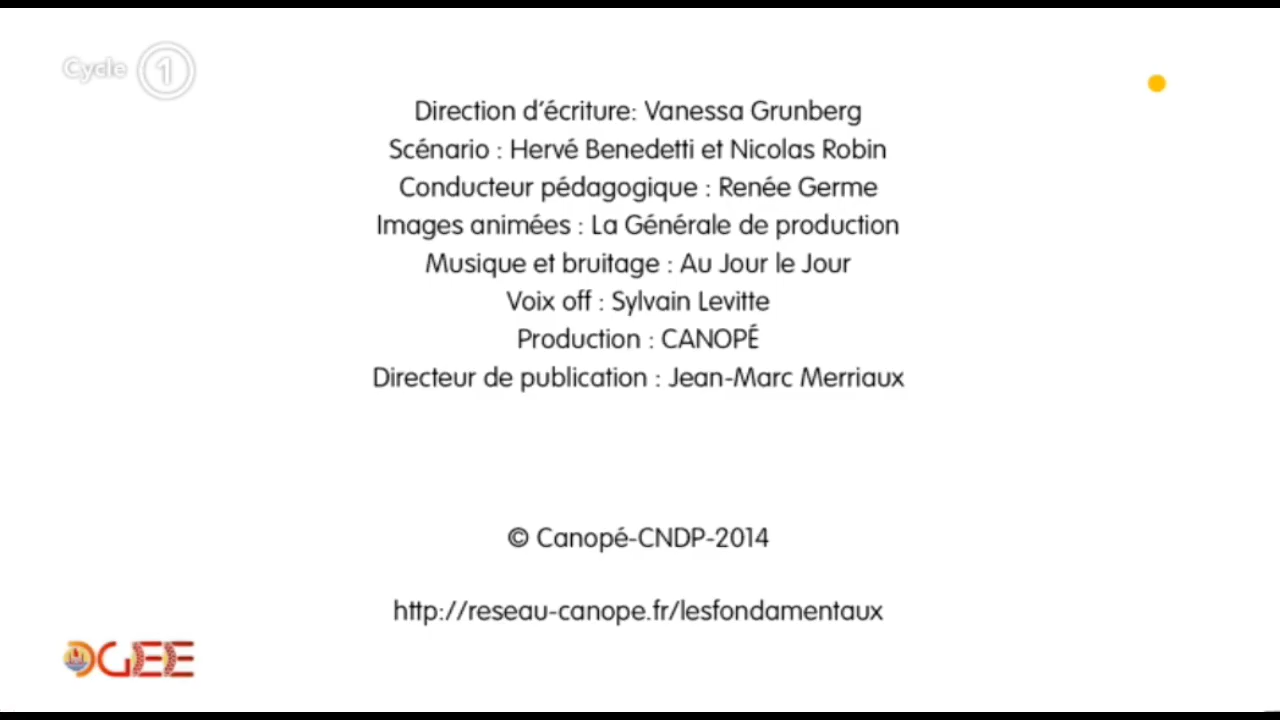 Cycle 1
Direction d'écriture: Vanessa Grunberg
Scénario : Hervé Benedetti et Nicolas Robin
Conducteur pédagogique : Renée Germe
Images animées : La Générale de production
Musique et bruitage : Au Jour le Jour
Voix off : Sylvain Levitte
Production : CANOPÉ
Directeur de publication : Jean-Marc Merriaux
© Canopé-CNDP-2014
http://reseau-canope.fr/lesfondamentaux
DGEE